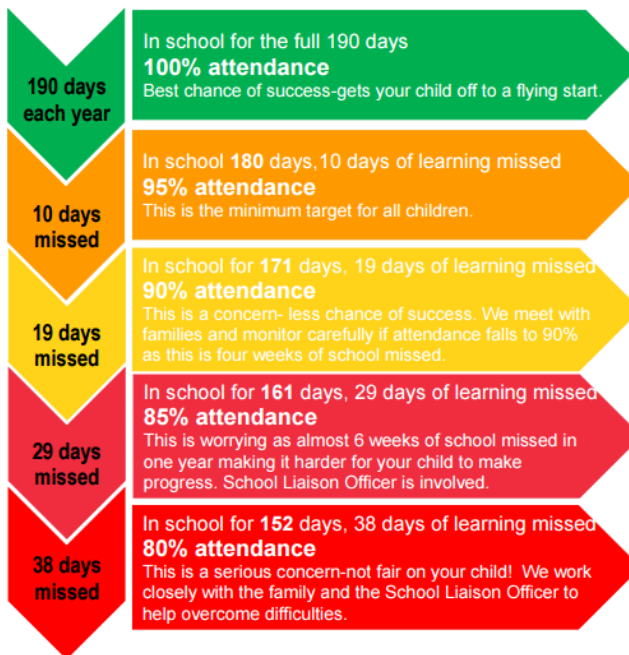 190 days
each year
In school for the full 190 days
100% attendance
Best chance of success-gets your child off to a flying start.
10 days
missed
In school 180 days,10 days of learning missed
95% attendance
This is the minimum target for all children.
19 days
missed
In school for 171 days, 19 days of learning missed
90% attendance
This is a concern- less chance of success. We meet with
families and monitor carefully if attendance falls to 90%
as this is four weeks of school missed.
29 days
missed
In school for 161 days, 29 days of learning missed
85% attendance
This is worrying as almost 6 weeks of school missed in
one year making it harder for your child to make
progress. School Liaison Officer is involved.
38 days
missed
In school for 152 days, 38 days of learning missed
80% attendance
This is a serious concern-not fair on your child! We work
closely with the family and the School Liaison Officer to
help overcome difficulties.